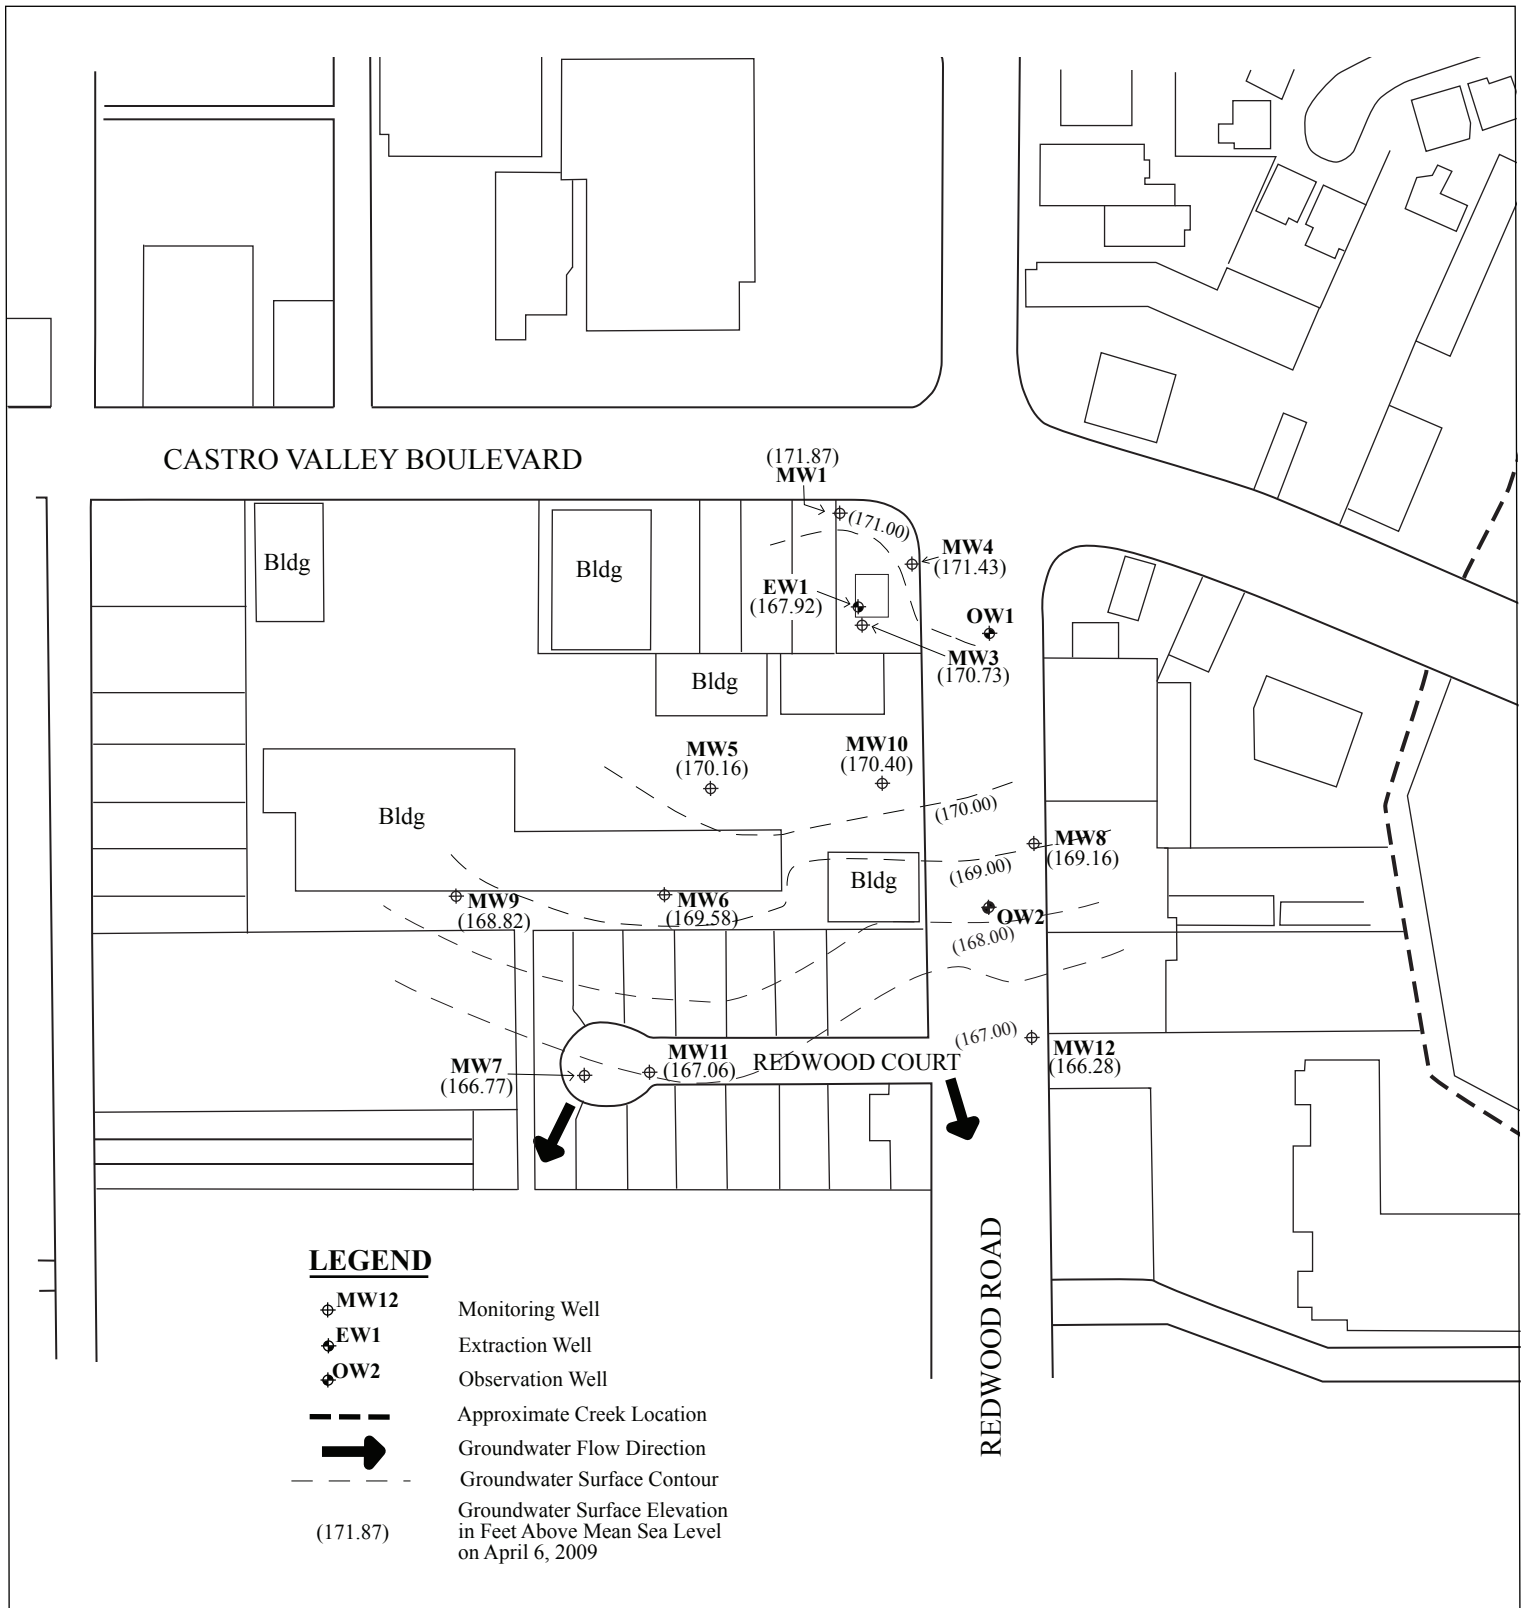 CASTRO VALLEY BOULEVARD
(171.87)
MW1
(171.00)
MW4
(171.43)
Bldg
Bldg
EW1
(167.92)
OW1
MW3
(170.73)
Bldg
MW5
(170.16)
MW10
(170.40)
(170.00)
Bldg
MW8
(169.16)
(169.00)
Bldg
MW9
(168.82)
MW6
(169.58)
OW2
(168.00)
(167.00)
MW12
(166.28)
MW11
(167.06)
REDWOOD COURT
MW7
(166.77)
REDWOOD ROAD
LEGEND
MW12
Monitoring Well
EW1
Extraction Well
OW2
Observation Well
Approximate Creek Location
Groundwater Flow Direction
Groundwater Surface Contour
(171.87)
Groundwater Surface Elevation
in Feet Above Mean Sea Level
on April 6, 2009